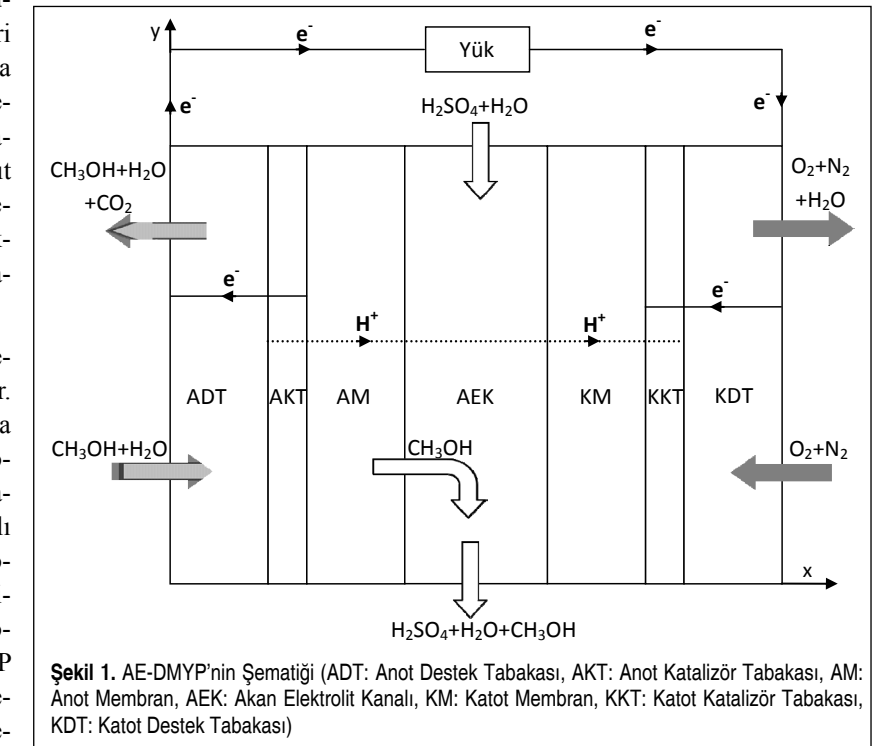 y
e-
e-
Yük
e-
e-
H2SO4+H2O
CH3OH+H2O
+CO2
O2+N2
+H2O
e-
e-
H+
H+
ADT
AKT
AM
AEK
KM
KKT
KDT
CH3OH+H2O
CH3OH
O2+N2
x
H2SO4+H2O+CH3OH
Şekil 1. AE-DMYP'nin Şematiği (ADT: Anot Destek Tabakası, AKT: Anot Katalizör Tabakası, AM:
Anot Membran, AEK: Akan Elektrolit Kanalı, KM: Katot Membran, KKT: Katot Katalizör Tabakası,
KDT: Katot Destek Tabakası)